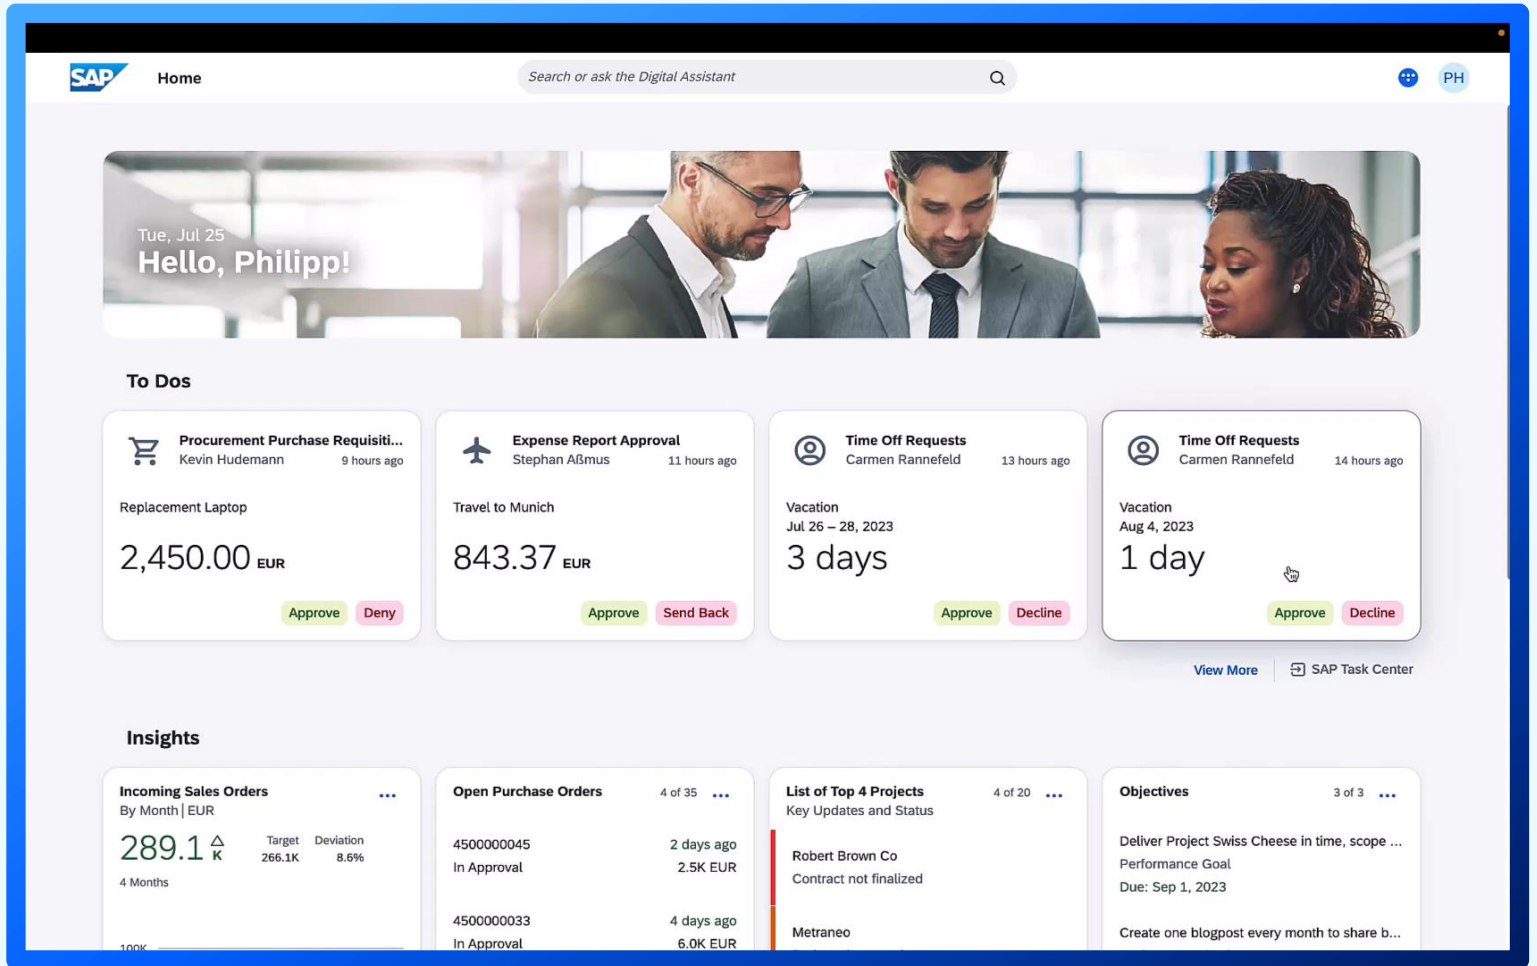 SAP
Home
Search or ask the Digital Assistant
PH
Tue, Jul 25
Hello, Philipp!
To Dos
Procurement Purchase Requisiti...
Kevin Hudemann
9 hours ago
Replacement Laptop
2,450.00 EUR
Approve
Deny
Expense Report Approval
Stephan Aßmus
11 hours ago
Travel to Munich
843.37 EUR
Approve
Send Back
Time Off Requests
Carmen Rannefeld
13 hours ago
Vacation
Jul 26 – 28, 2023
3 days
Approve
Decline
Time Off Requests
Carmen Rannefeld
14 hours ago
Vacation
Aug 4, 2023
1 day
Approve
Decline
View More
SAP Task Center
Insights
Incoming Sales Orders
By Month | EUR
289.1 K
Target
266.1K
Deviation
8.6%
4 Months
100K
Open Purchase Orders
4 of 35
4500000045
2 days ago
In Approval
2.5K EUR
4500000033
4 days ago
In Approval
6.0K EUR
List of Top 4 Projects
4 of 20
Key Updates and Status
Robert Brown Co
Contract not finalized
Metraneo
Objectives
3 of 3
Deliver Project Swiss Cheese in time, scope ...
Performance Goal
Due: Sep 1, 2023
Create one blogpost every month to share b...